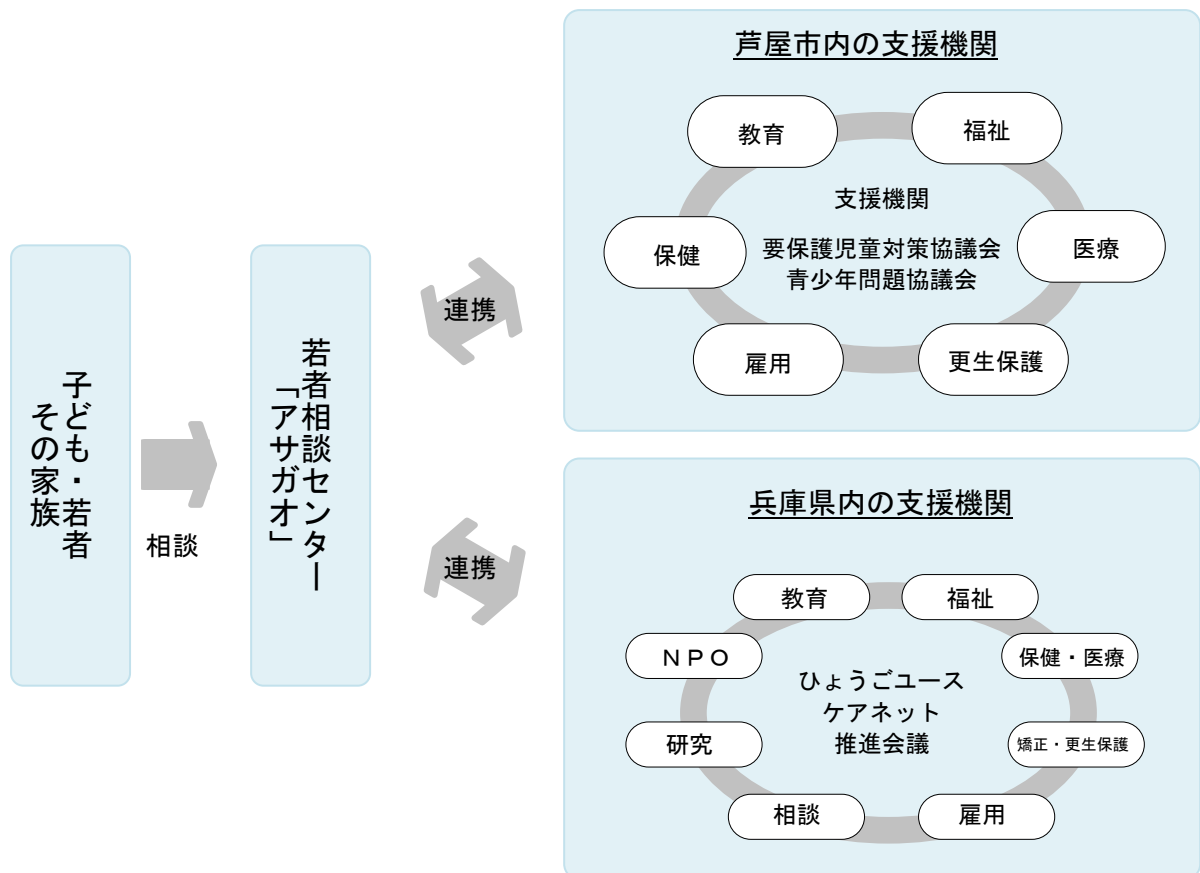 子ども・若者
その家族
相談
若者相談センター
「アサガオ」
連携
連携
芦屋市内の支援機関
教育
福祉
保健
医療
雇用
更生保護
支援機関
要保護児童対策協議会
青少年問題協議会
兵庫県内の支援機関
教育
福祉
ＮＰＯ
保健・医療
研究
矯正・更生保護
相談
雇用
ひょうごユース
ケアネット
推進会議